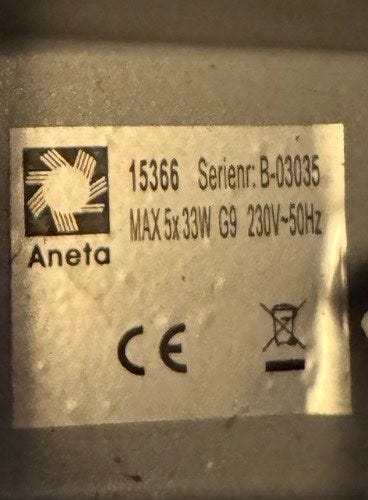 15366 Serienr: B-03035
MAX 5x 33W G9 230V~50Hz
Aneta
CE